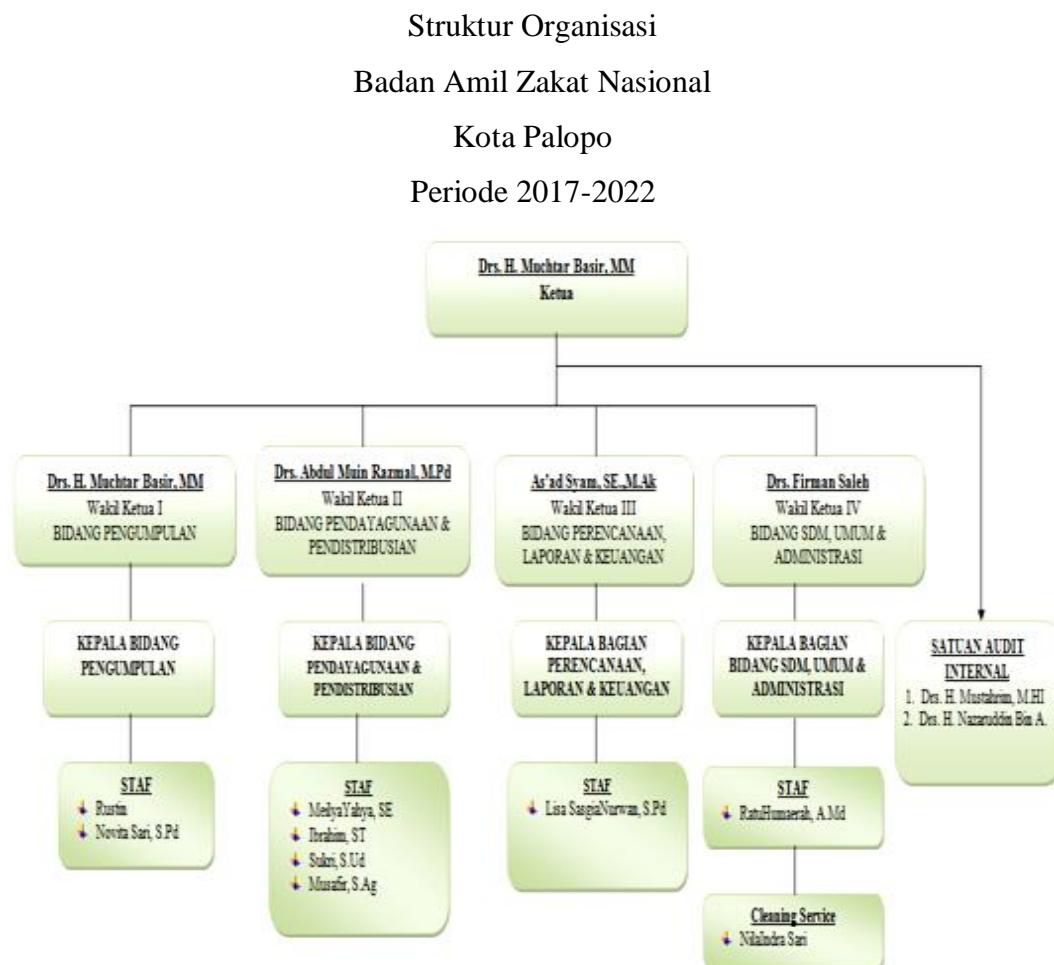 Struktur Organisasi
Badan Amil Zakat Nasional
Kota Palopo
Periode 2017-2022
Drs. H. Muchtar Basir, MM
Ketua
Drs. H. Muchtar Basir, MM
Wakil Ketua I
BIDANG PENGUMPULAN
Drs. Abdul Muin Razmal, M.Pd
Wakil Ketua II
BIDANG PENDAYAGUNAAN &
PENDISTRIBUSIAN
As'ad Syam, SE.,M.Ak
Wakil Ketua III
BIDANG PERENCANAAN,
LAPORAN & KEUANGAN
Drs. Firman Saleh
Wakil Ketua IV
BIDANG SDM, UMUM &
ADMINISTRASI
KEPALA BIDANG
PENGUMPULAN
KEPALA BIDANG
PENDAYAGUNAAN &
PENDISTRIBUSIAN
KEPALA BAGIAN
PERENCANAAN,
LAPORAN & KEUANGAN
KEPALA BAGIAN
BIDANG SDM, UMUM &
ADMINISTRASI
SATUAN AUDIT
INTERNAL
1. Drs. H. Mustahrim, M.HI
2. Drs. H. Nazaruddin Bin A.
STAF
Rustin
Novita Sari, S.Pd
STAF
MeilyaYahya, SE
Ibrahim, ST
Sukri, S.Ud
Musafir, S.Ag
STAF
Lisa SasgiaNurwan, S.Pd
STAF
RatuHumaerah, A.Md
Cleaning Service
NilaIndra Sari